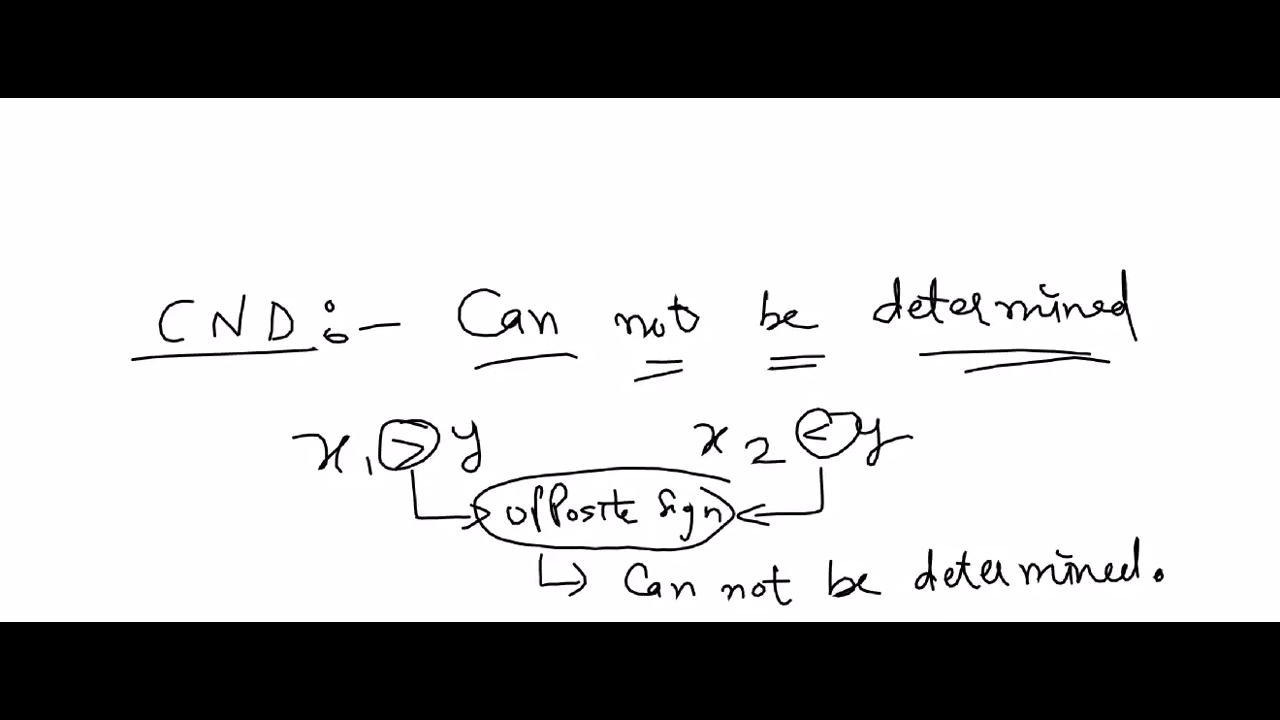 CND :- Can not be determined
x1 > y x2 < y
opposite sign
Can not be determined.